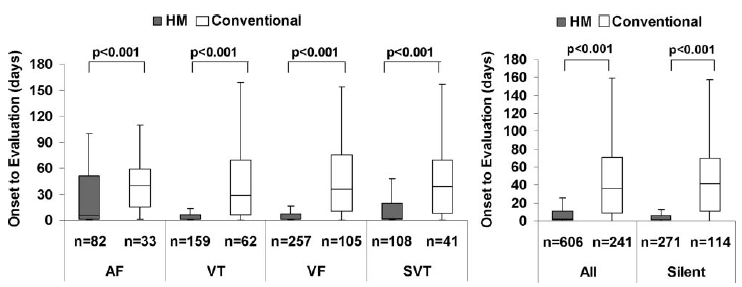 HM Conventional
p<0.001 p<0.001 p<0.001 p<0.001
Onset to Evaluation (days)
180
150
120
90
60
30
0
n=82 n=33 n=159 n=62 n=257 n=105 n=108 n=41
AF VT VF SVT
HM Conventional
p<0.001 p<0.001
Onset to Evaluation (days)
180
160
140
120
100
80
60
40
20
0
n=606 n=241 n=271 n=114
All Silent